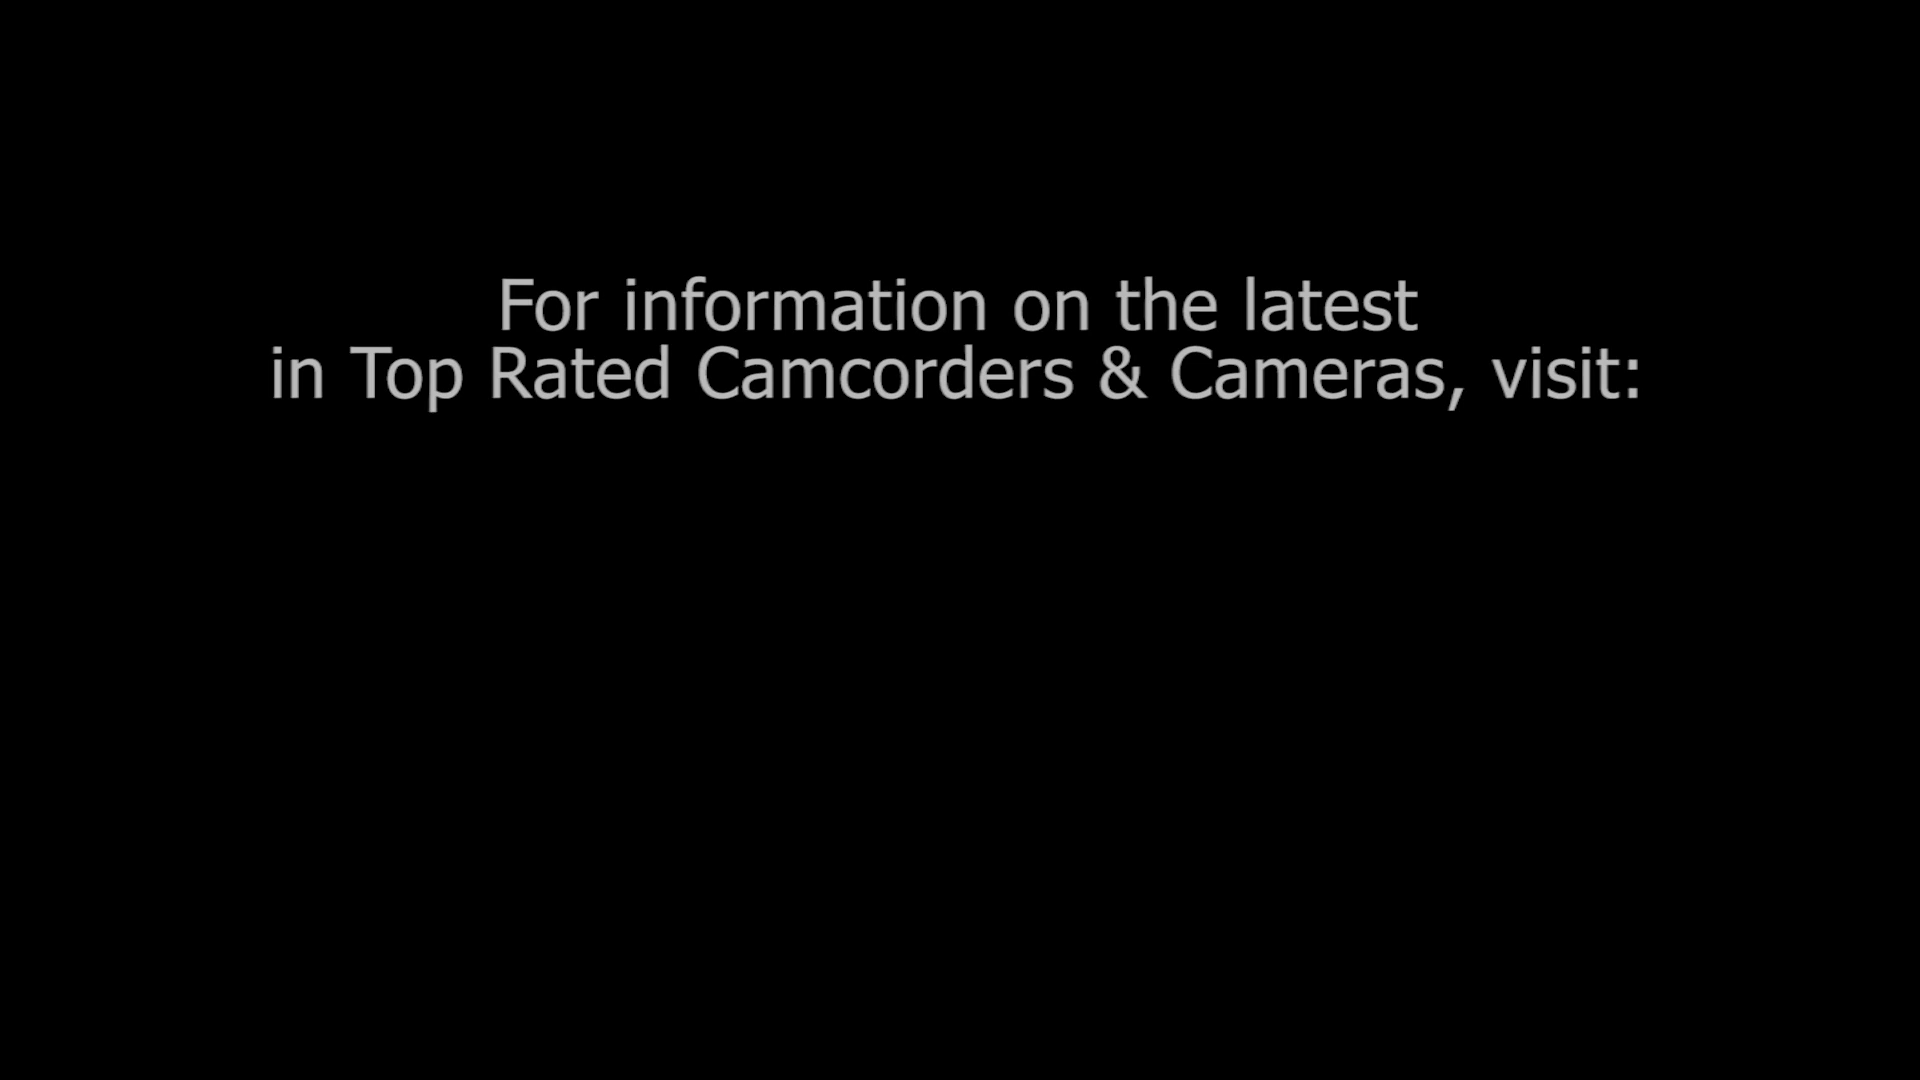 For information on the latest
in Top Rated Camcorders & Cameras, visit: